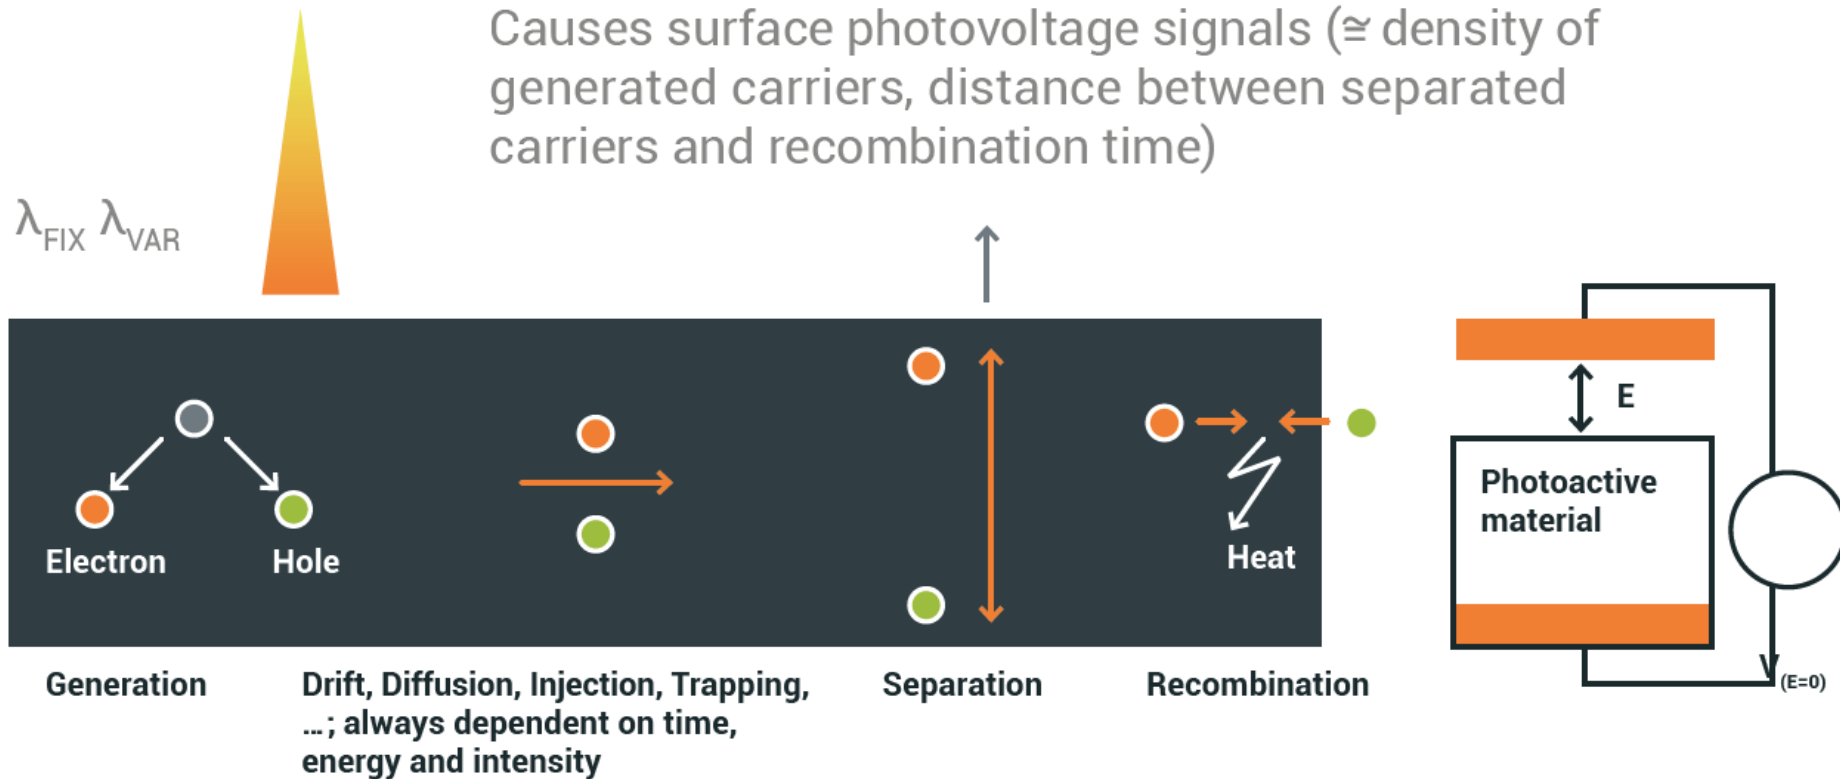 Causes surface photovoltage signals (≅ density of
generated carriers, distance between separated
carriers and recombination time)
λFIX λVAR
E
Photoactive
material
Electron
Hole
Heat
V(E=0)
Generation
Drift, Diffusion, Injection, Trapping,
...; always dependent on time,
energy and intensity
Separation
Recombination